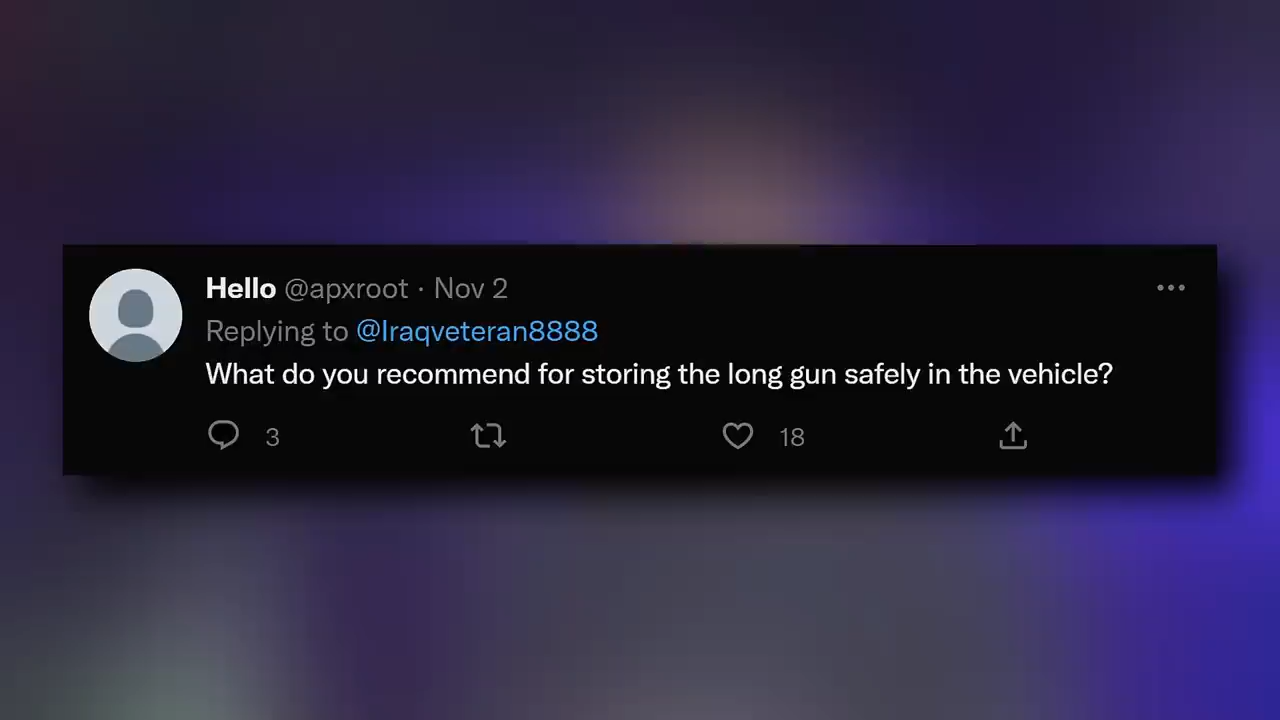 Hello @apxroot · Nov 2
Replying to @Iraqveteran8888
What do you recommend for storing the long gun safely in the vehicle?
3 18